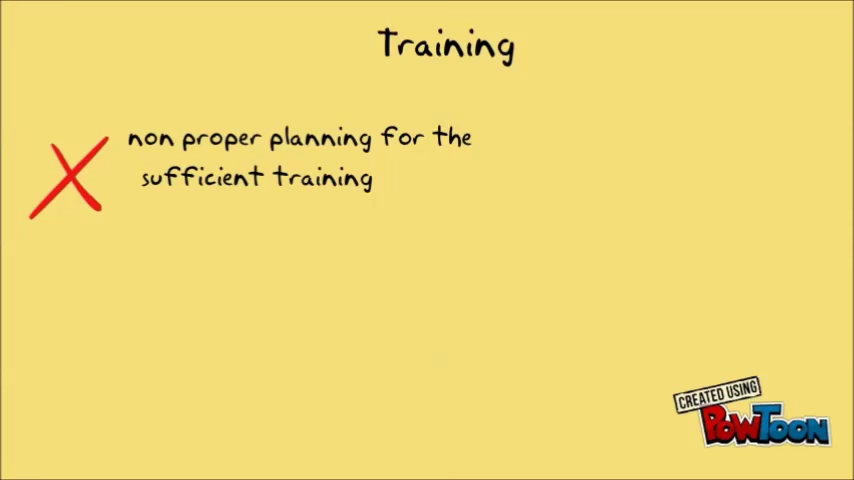 Training
non proper planning for the
sufficient training
CREATED USING
POWTOON